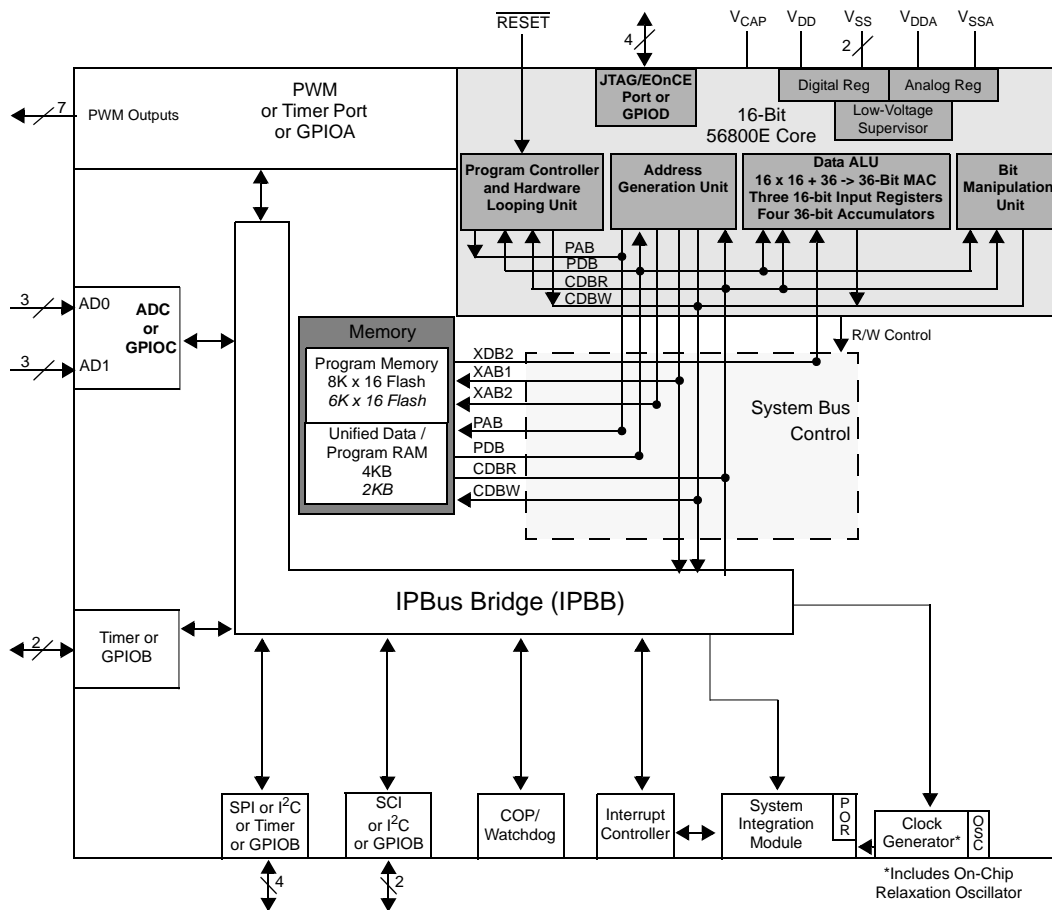 RESET
4
VCAP
VDD
VSS
VDDA
VSSA
2
7
PWM Outputs
PWM
or Timer Port
or GPIOA
JTAG/EOnCE
Port or
GPIOD
Digital Reg
Analog Reg
Low-Voltage
Supervisor
16-Bit
56800E Core
Program Controller
and Hardware
Looping Unit
Address
Generation Unit
Data ALU
16 x 16 + 36 -> 36-Bit MAC
Three 16-bit Input Registers
Four 36-bit Accumulators
Bit
Manipulation
Unit
PAB
PDB
CDBR
CDBW
3
AD0
3
AD1
ADC
or
GPIOC
R/W Control
Memory
Program Memory
8K x 16 Flash
6K x 16 Flash
Unified Data /
Program RAM
4KB
2KB
XDB2
XAB1
XAB2
PAB
PDB
CDBR
CDBW
System Bus
Control
IPBus Bridge (IPBB)
2
Timer or
GPIOB
SPI or I2C
or Timer
or GPIOB
4
SCI
or I2C
or GPIOB
2
COP/
Watchdog
Interrupt
Controller
System
Integration
Module
POR
Clock
Generator*
OSC
*Includes On-Chip
Relaxation Oscillator